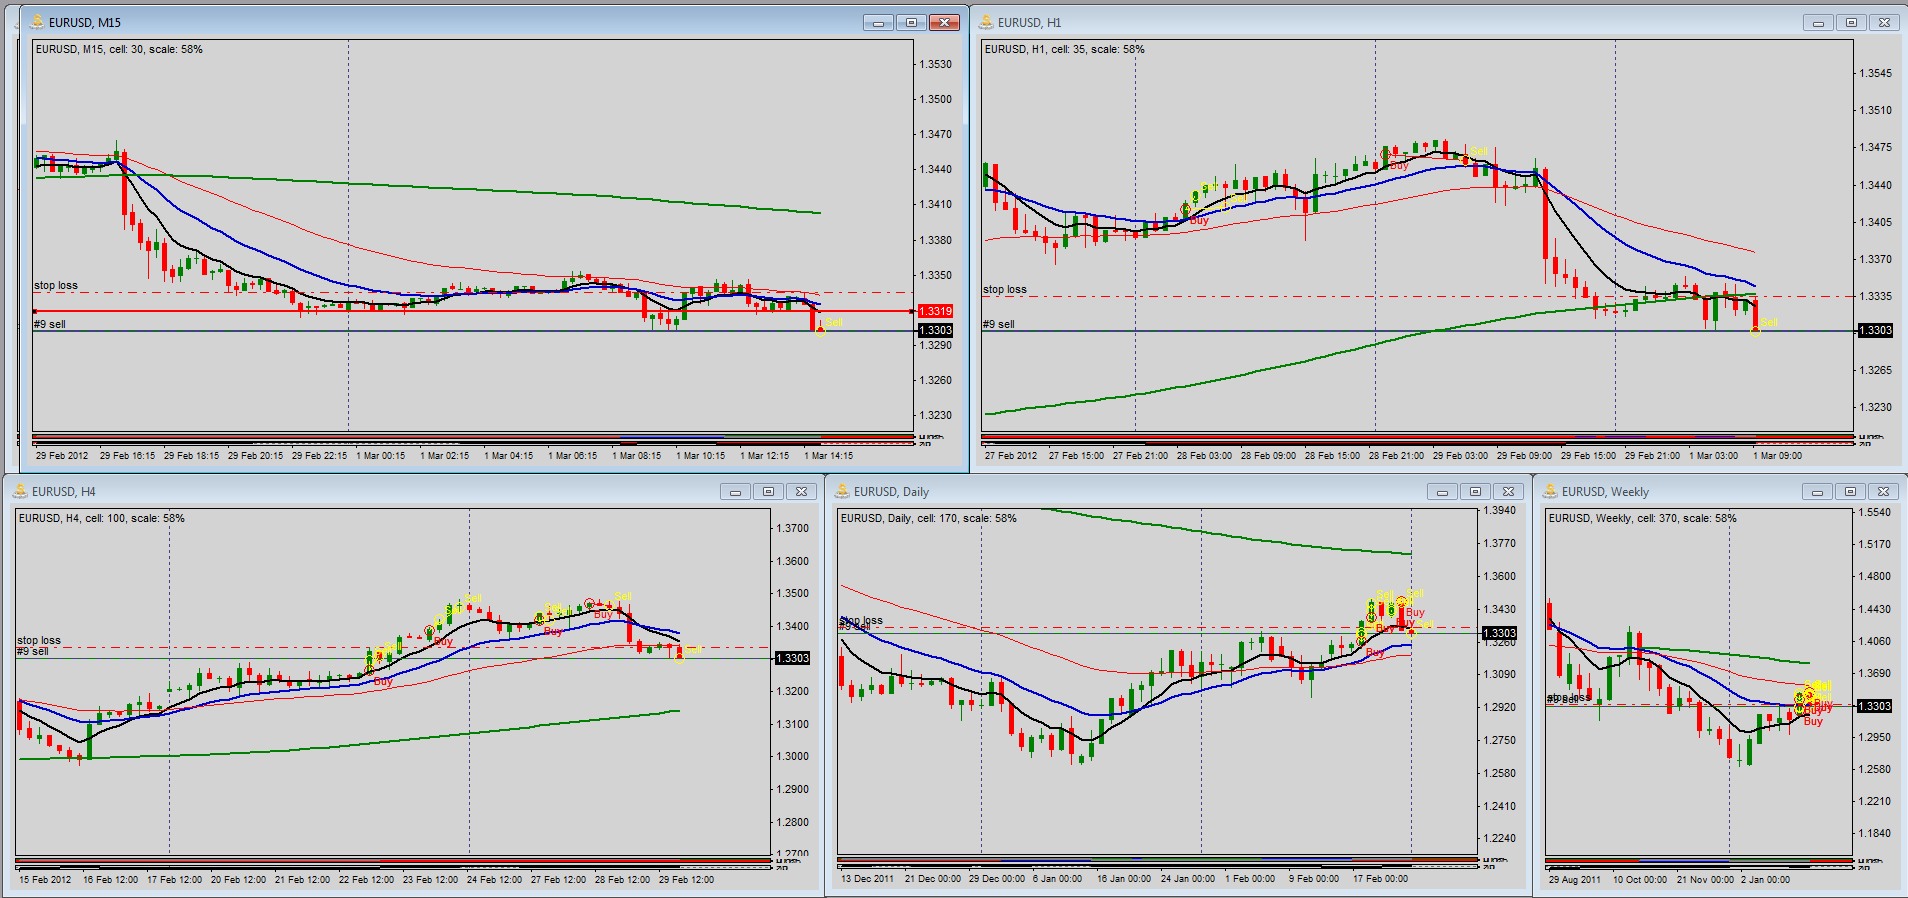 EURUSD, M15
EURUSD, M15, cell: 30, scale: 58%
1.3530
1.3500
1.3470
1.3440
1.3410
1.3380
1.3350
stop loss
1.3319
#9 sell
Sell
1.3303
1.3290
1.3260
1.3230
29 Feb 2012 29 Feb 16:15 29 Feb 18:15 29 Feb 20:15 29 Feb 22:15 1 Mar 00:15 1 Mar 02:15 1 Mar 04:15 1 Mar 06:15 1 Mar 08:15 1 Mar 10:15 1 Mar 12:15 1 Mar 14:15
EURUSD, H1
EURUSD, H1, cell: 35, scale: 58%
1.3545
1.3510
1.3475
1.3440
1.3405
1.3370
1.3335
1.3303
1.3265
1.3230
Sell
Buy
Buy
stop loss
#9 sell
Sell
27 Feb 2012 27 Feb 15:00 27 Feb 21:00 28 Feb 03:00 28 Feb 09:00 28 Feb 15:00 28 Feb 21:00 29 Feb 03:00 29 Feb 09:00 29 Feb 15:00 29 Feb 21:00 1 Mar 03:00 1 Mar 09:00
EURUSD, H4
EURUSD, H4, cell: 100, scale: 58%
1.3700
1.3600
1.3500
1.3400
1.3303
1.3200
1.3100
1.3000
1.2900
1.2800
1.2700
Sell
Sell
Buy
Buy
Buy
stop loss
#9 sell
Sell
Buy
15 Feb 2012 16 Feb 12:00 17 Feb 12:00 20 Feb 12:00 21 Feb 12:00 22 Feb 12:00 23 Feb 12:00 24 Feb 12:00 27 Feb 12:00 28 Feb 12:00 29 Feb 12:00
EURUSD, Daily
EURUSD, Daily, cell: 170, scale: 58%
1.3940
1.3770
1.3600
1.3430
1.3303
1.3260
1.3090
1.2920
1.2750
1.2580
1.2410
1.2240
stop loss
#9 sell
Sell
Buy
Buy
Buy
Sell
Buy
13 Dec 2011 21 Dec 00:00 29 Dec 00:00 6 Jan 00:00 16 Jan 00:00 24 Jan 00:00 1 Feb 00:00 9 Feb 00:00 17 Feb 00:00
EURUSD, Weekly
EURUSD, Weekly, cell: 370, scale: 58%
1.5540
1.5170
1.4800
1.4430
1.4060
1.3690
1.3303
1.2950
1.2580
1.2210
1.1840
stop loss
#9 sell
Sell
Buy
Buy
Buy
29 Aug 2011 10 Oct 00:00 21 Nov 00:00 2 Jan 00:00